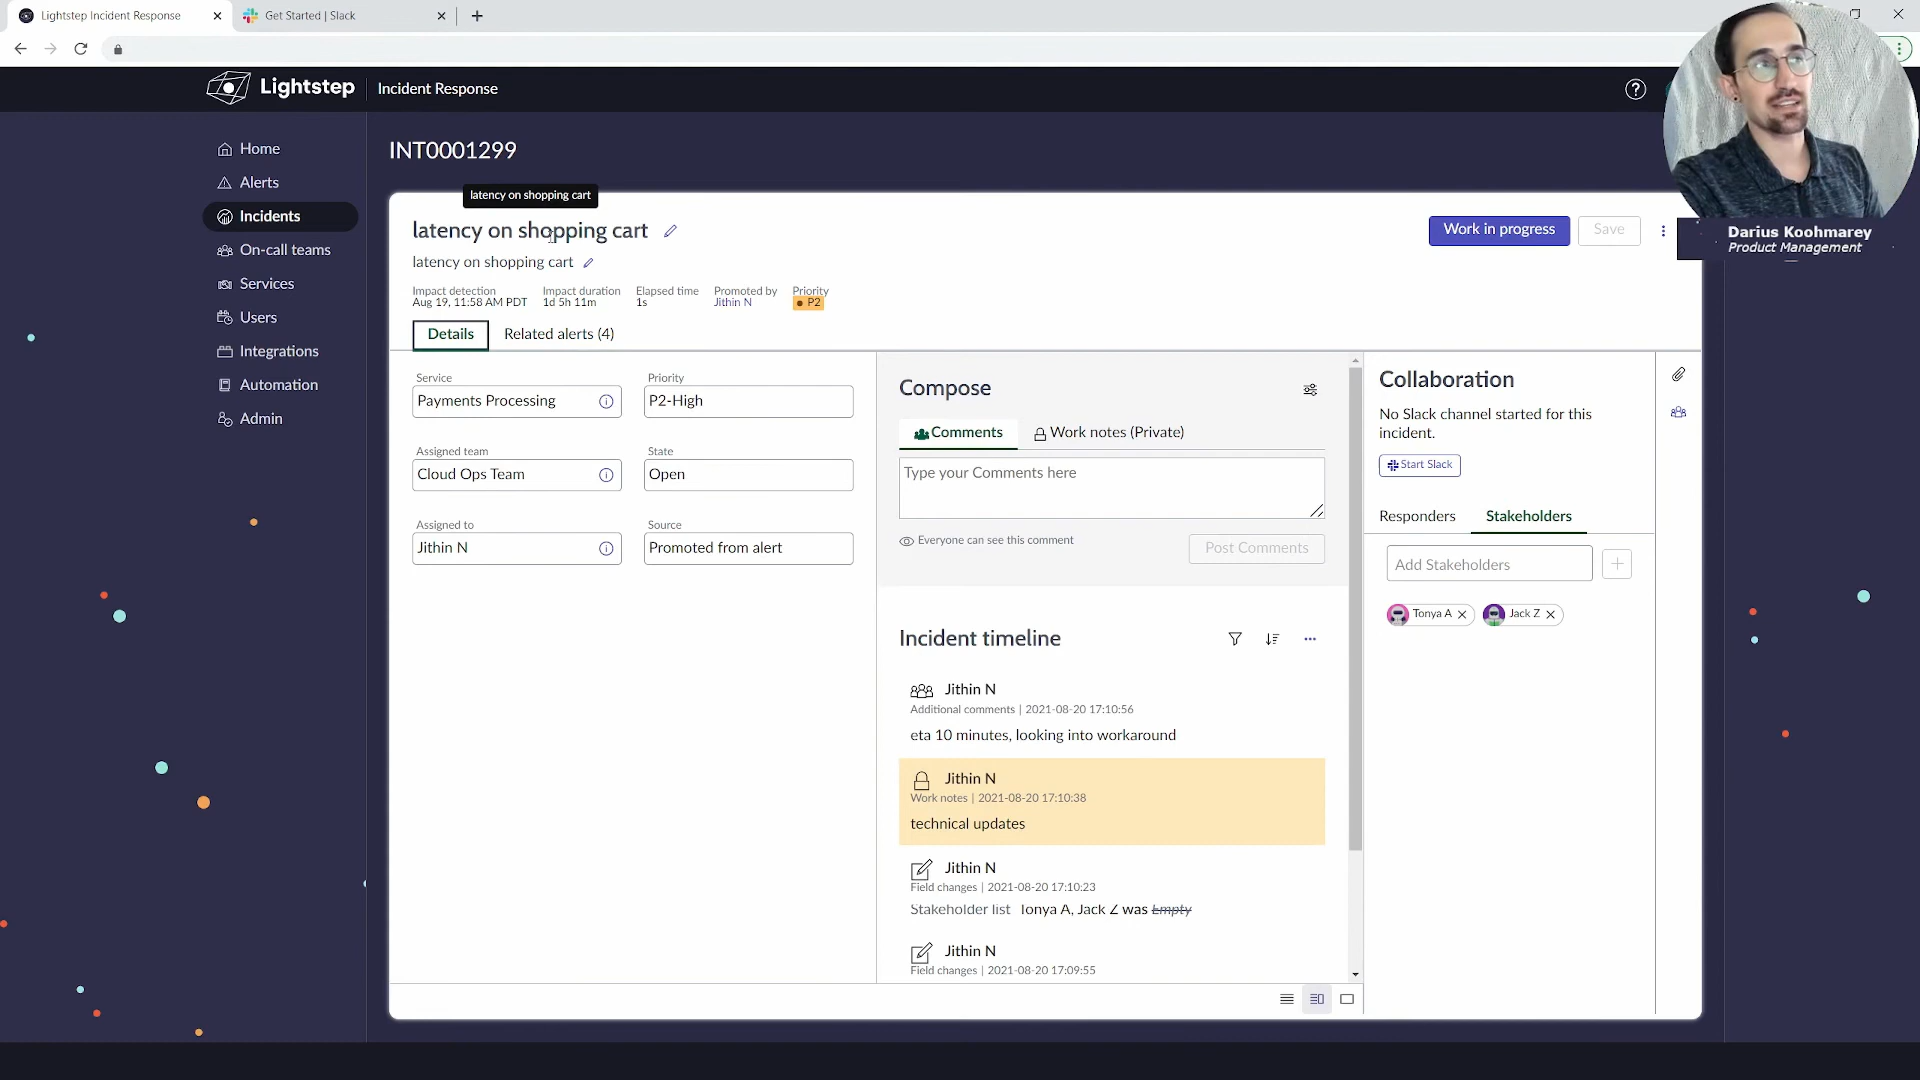 Lightstep Incident Response
Get Started | Slack
Lightstep
Incident Response
Home
Alerts
Incidents
On-call teams
Services
Users
Integrations
Automation
Admin
INT0001299
latency on shopping cart
latency on shopping cart
latency on shopping cart
Work in progress
Save
Darius Koohmarey
Product Management
Impact detection
Aug 19, 11:58 AM PDT
Impact duration
1d 5h 11m
Elapsed time
1s
Promoted by
Jithin N
Priority
P2
Details
Related alerts (4)
Service
Payments Processing
Priority
P2-High
Assigned team
Cloud Ops Team
State
Open
Assigned to
Jithin N
Source
Promoted from alert
Compose
Comments
Work notes (Private)
Type your Comments here
Everyone can see this comment
Post Comments
Incident timeline
Jithin N
Additional comments | 2021-08-20 17:10:56
eta 10 minutes, looking into workaround
Jithin N
Work notes | 2021-08-20 17:10:38
technical updates
Jithin N
Field changes | 2021-08-20 17:10:23
Stakeholder list Tonya A, Jack Z was Empty
Jithin N
Field changes | 2021-08-20 17:09:55
Collaboration
No Slack channel started for this
incident.
Start Slack
Responders
Stakeholders
Add Stakeholders
Tonya A
Jack Z